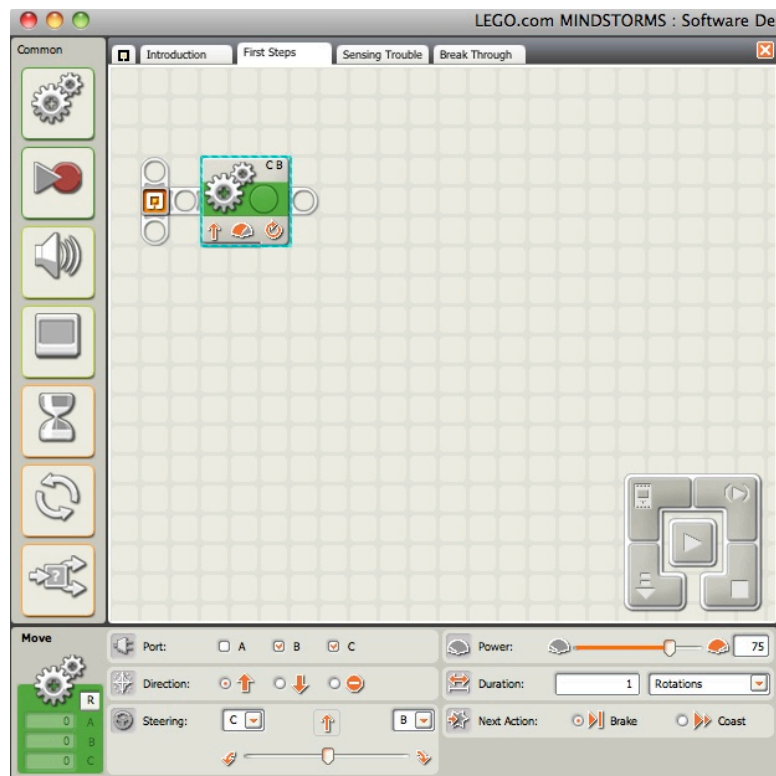 LEGO.com MINDSTORMS : Software De
Common
Introduction First Steps Sensing Trouble Break Through
C B
Move
R
0 A
0 B
0 C
Port: A B C
Direction:
Steering: C B
Power: 75
Duration: 1 Rotations
Next Action: Brake Coast